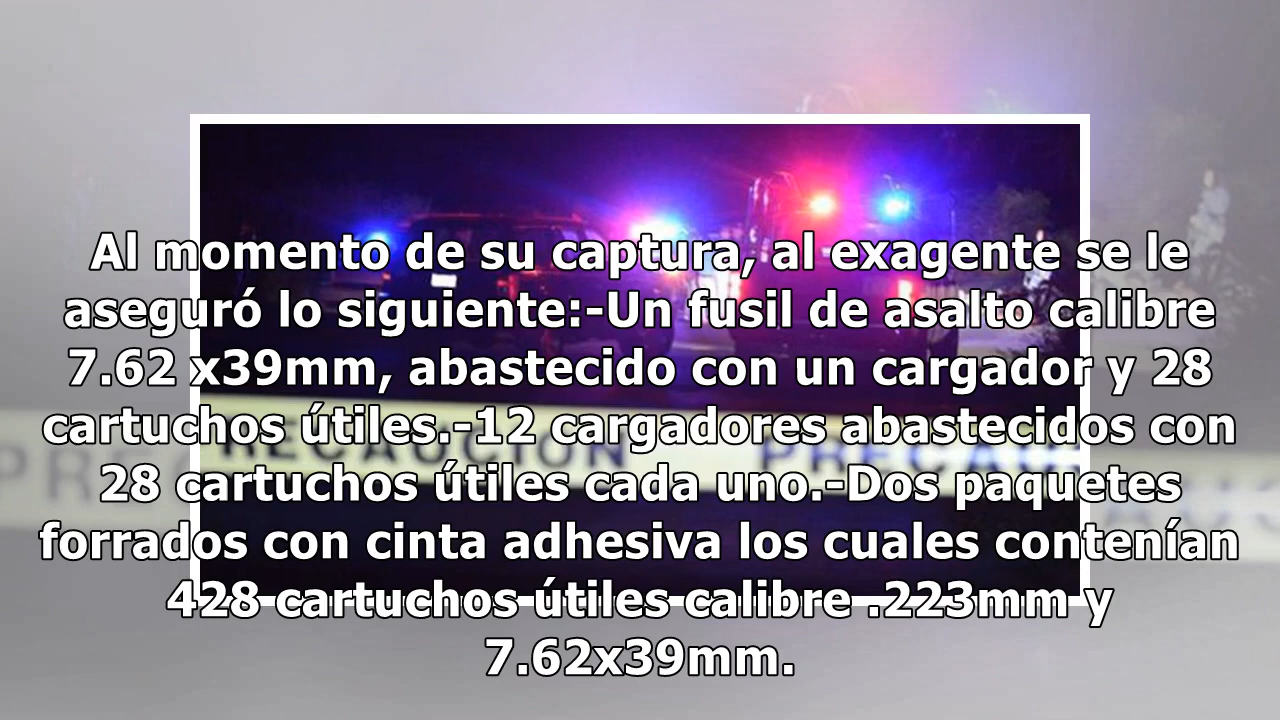 Al momento de su captura, al exagente se le
aseguró lo siguiente:-Un fusil de asalto calibre
7.62 x39mm, abastecido con un cargador y 28
cartuchos útiles.-12 cargadores abastecidos con
28 cartuchos útiles cada uno.-Dos paquetes
forrados con cinta adhesiva los cuales contenían
428 cartuchos útiles calibre .223mm y
7.62x39mm.
RECAUCION PRECAU